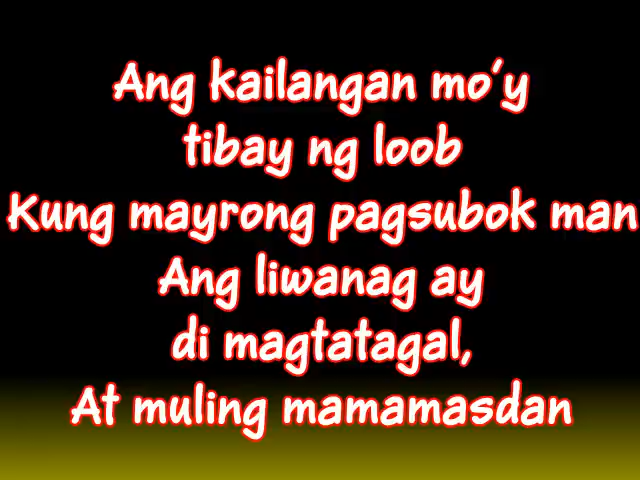 Ang kailangan mo'y
tibay ng loob
Kung mayrong pagsubok man
Ang liwanag ay
di magtatagal,
At muling mamamasdan